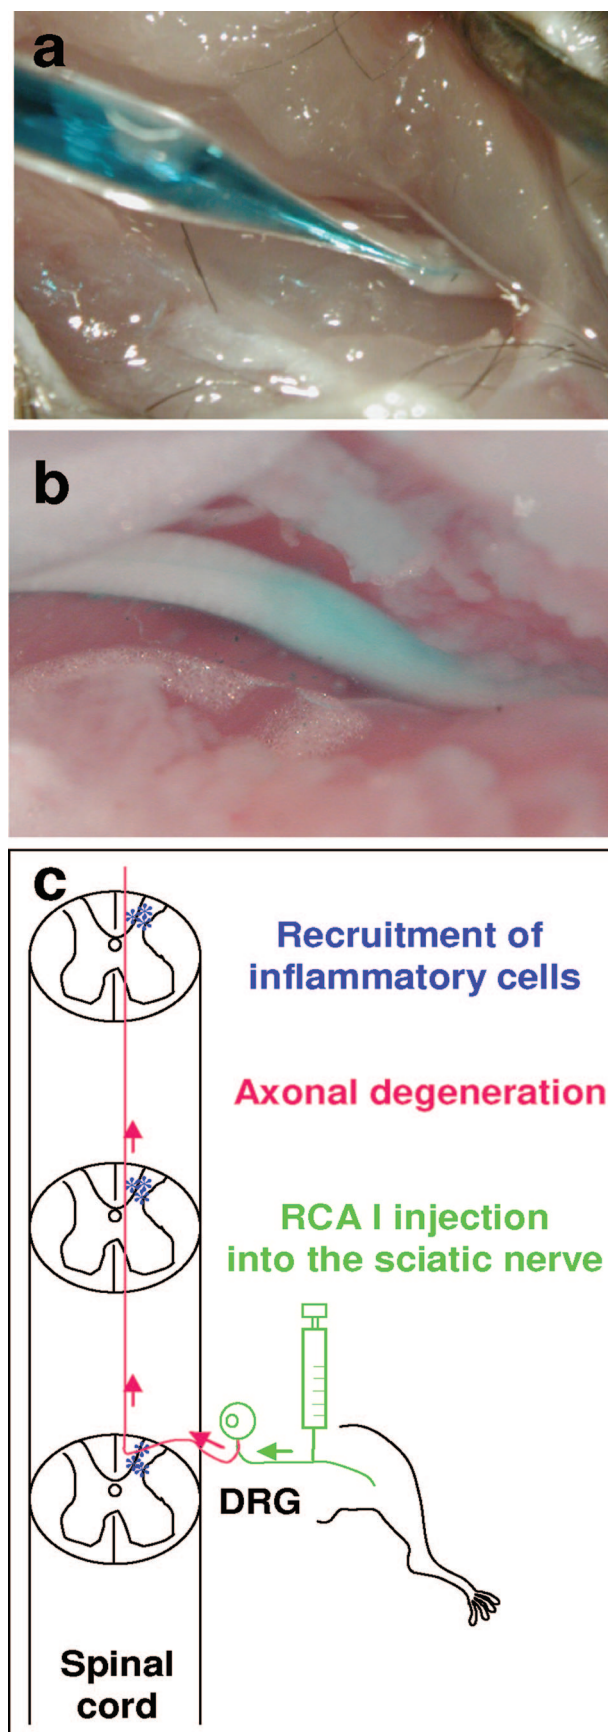 a
b
c
Recruitment of
inflammatory cells
Axonal degeneration
RCA I injection
into the sciatic nerve
DRG
Spinal
cord